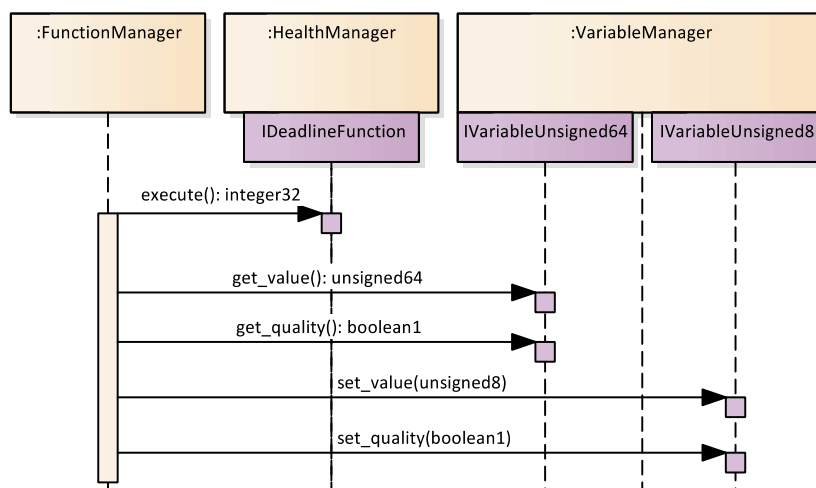 :FunctionManager
:HealthManager
:VariableManager
IDeadlineFunction
IVariableUnsigned64
IVariableUnsigned8
execute(): integer32
get_value(): unsigned64
get_quality(): boolean1
set_value(unsigned8)
set_quality(boolean1)